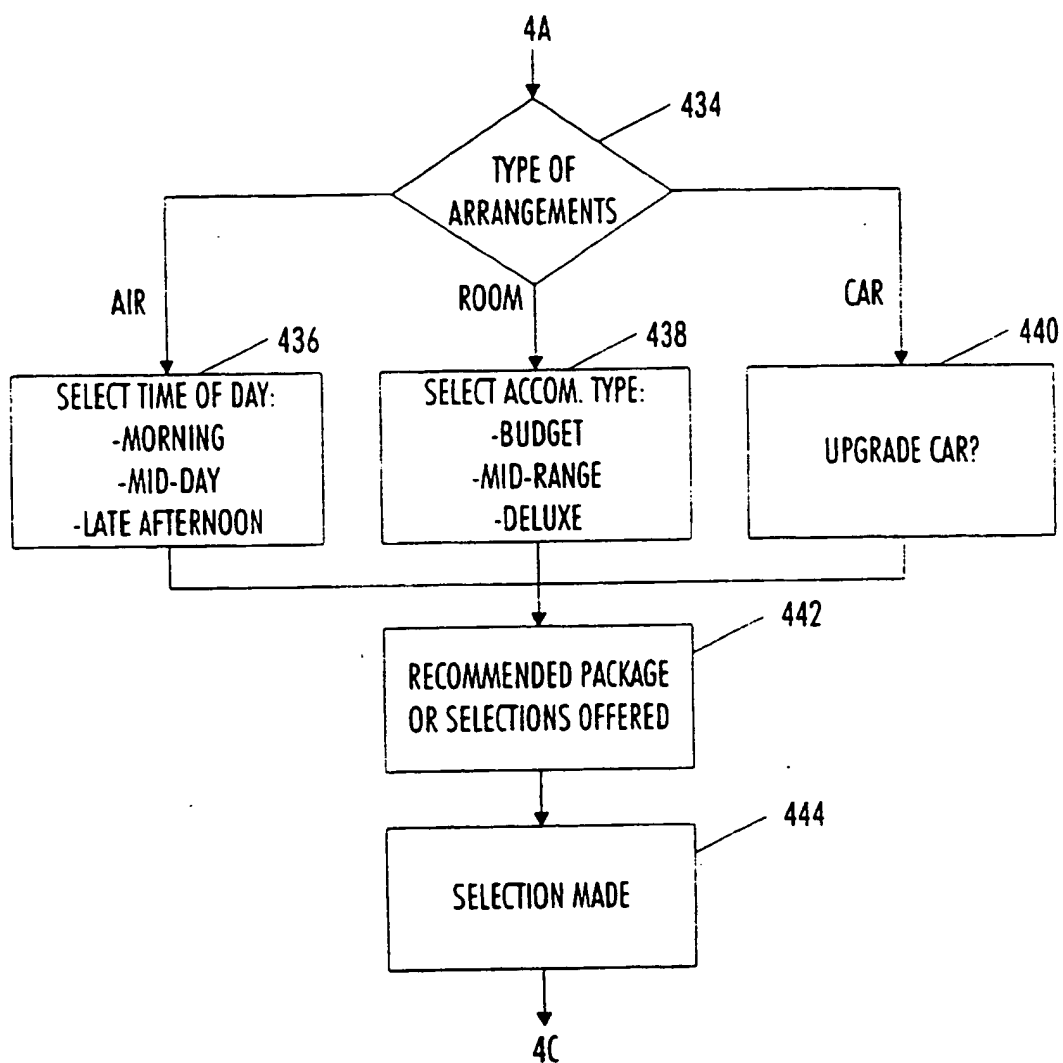 4A
434
TYPE OF
ARRANGEMENTS
AIR
ROOM
CAR
436
438
440
SELECT TIME OF DAY:
-MORNING
-MID-DAY
-LATE AFTERNOON
SELECT ACCOM. TYPE:
-BUDGET
-MID-RANGE
-DELUXE
UPGRADE CAR?
442
RECOMMENDED PACKAGE
OR SELECTIONS OFFERED
444
SELECTION MADE
4C